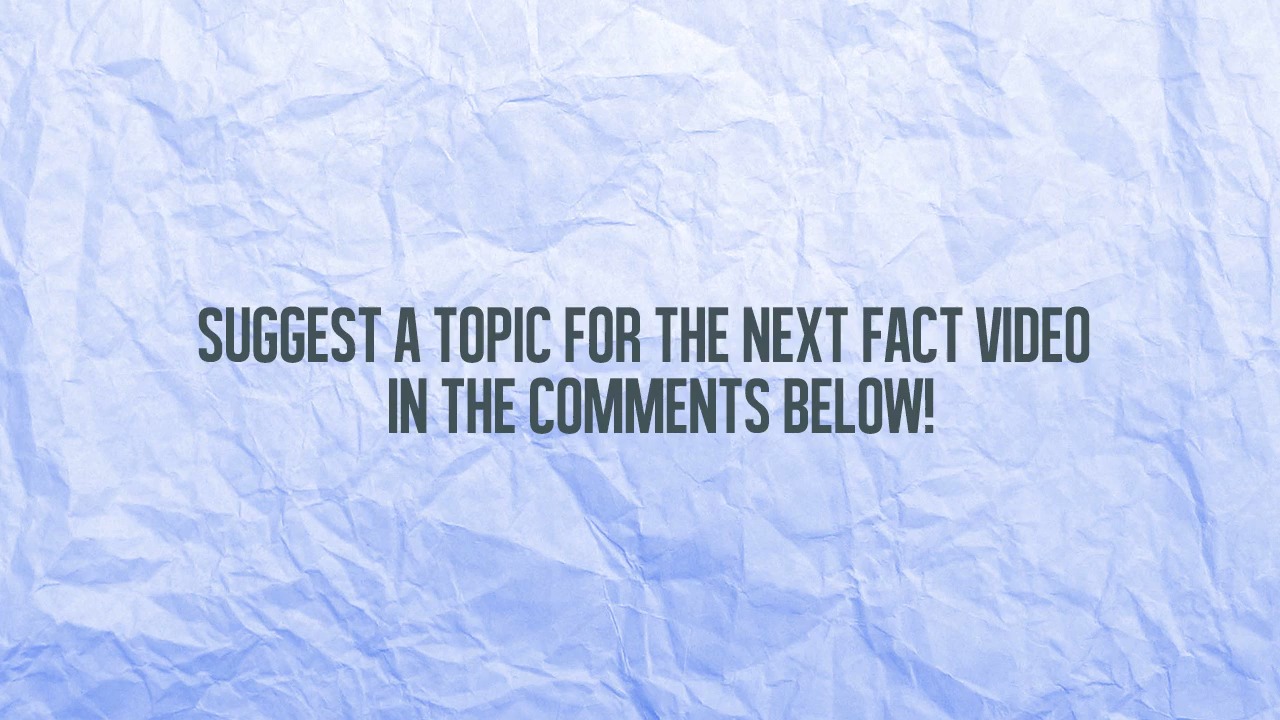 SUGGEST A TOPIC FOR THE NEXT FACT VIDEO
IN THE COMMENTS BELOW!